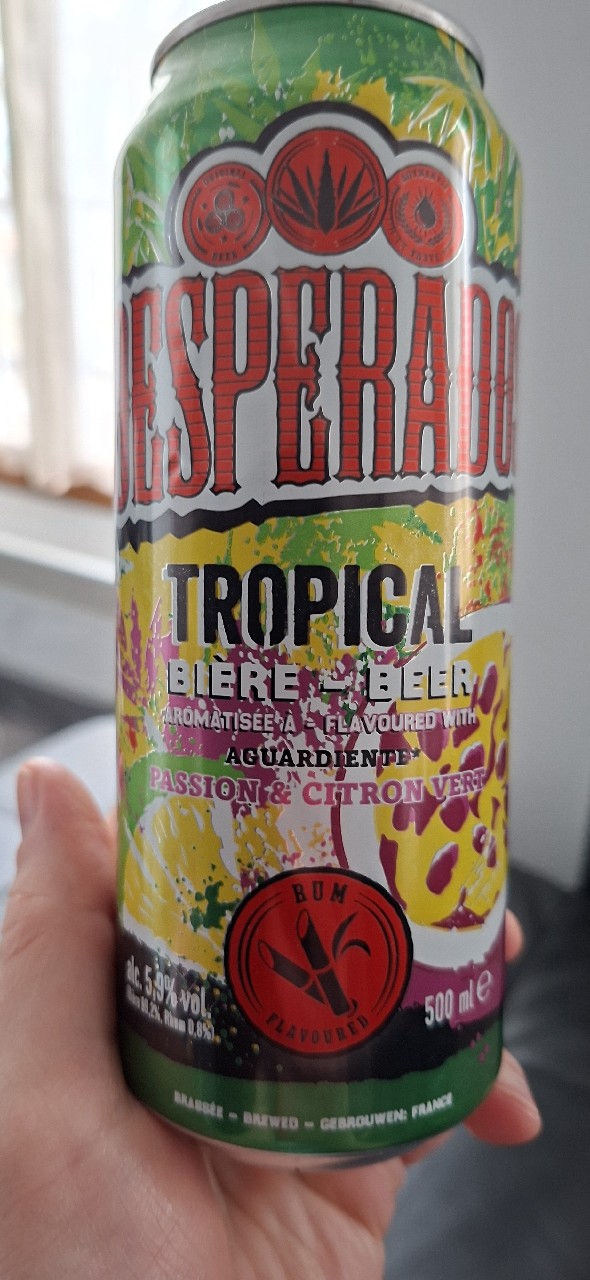 DESPERADOS
TROPICAL
BIÈRE - BEER
AROMATISÉE À - FLAVOURED WITH
AGUARDIENTE*
PASSION & CITRON VERT
RUM
FLAVOURED
alc. 5,9% vol.
500 ml e
BRASSÉE - BREWED - GEBROUWEN: FRANCE